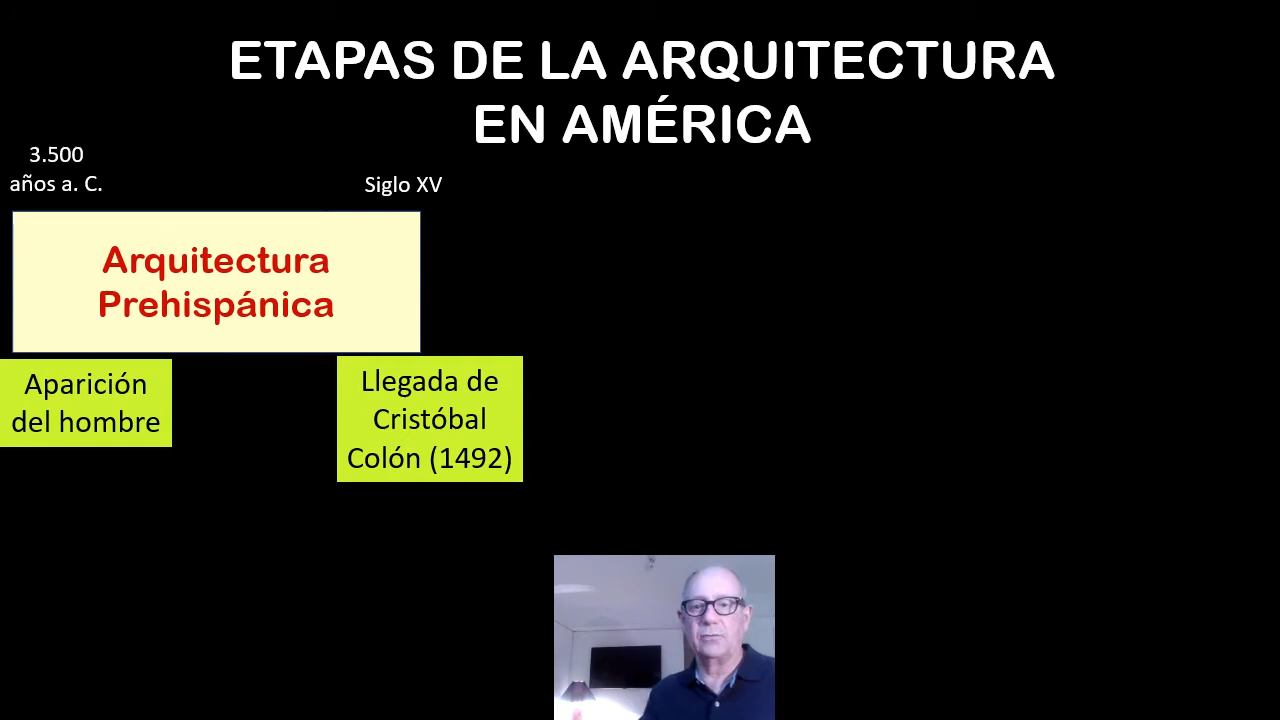 ETAPAS DE LA ARQUITECTURA
EN AMÉRICA
3.500
años a. C.
Siglo XV
Arquitectura
Prehispánica
Aparición
del hombre
Llegada de
Cristóbal
Colón (1492)